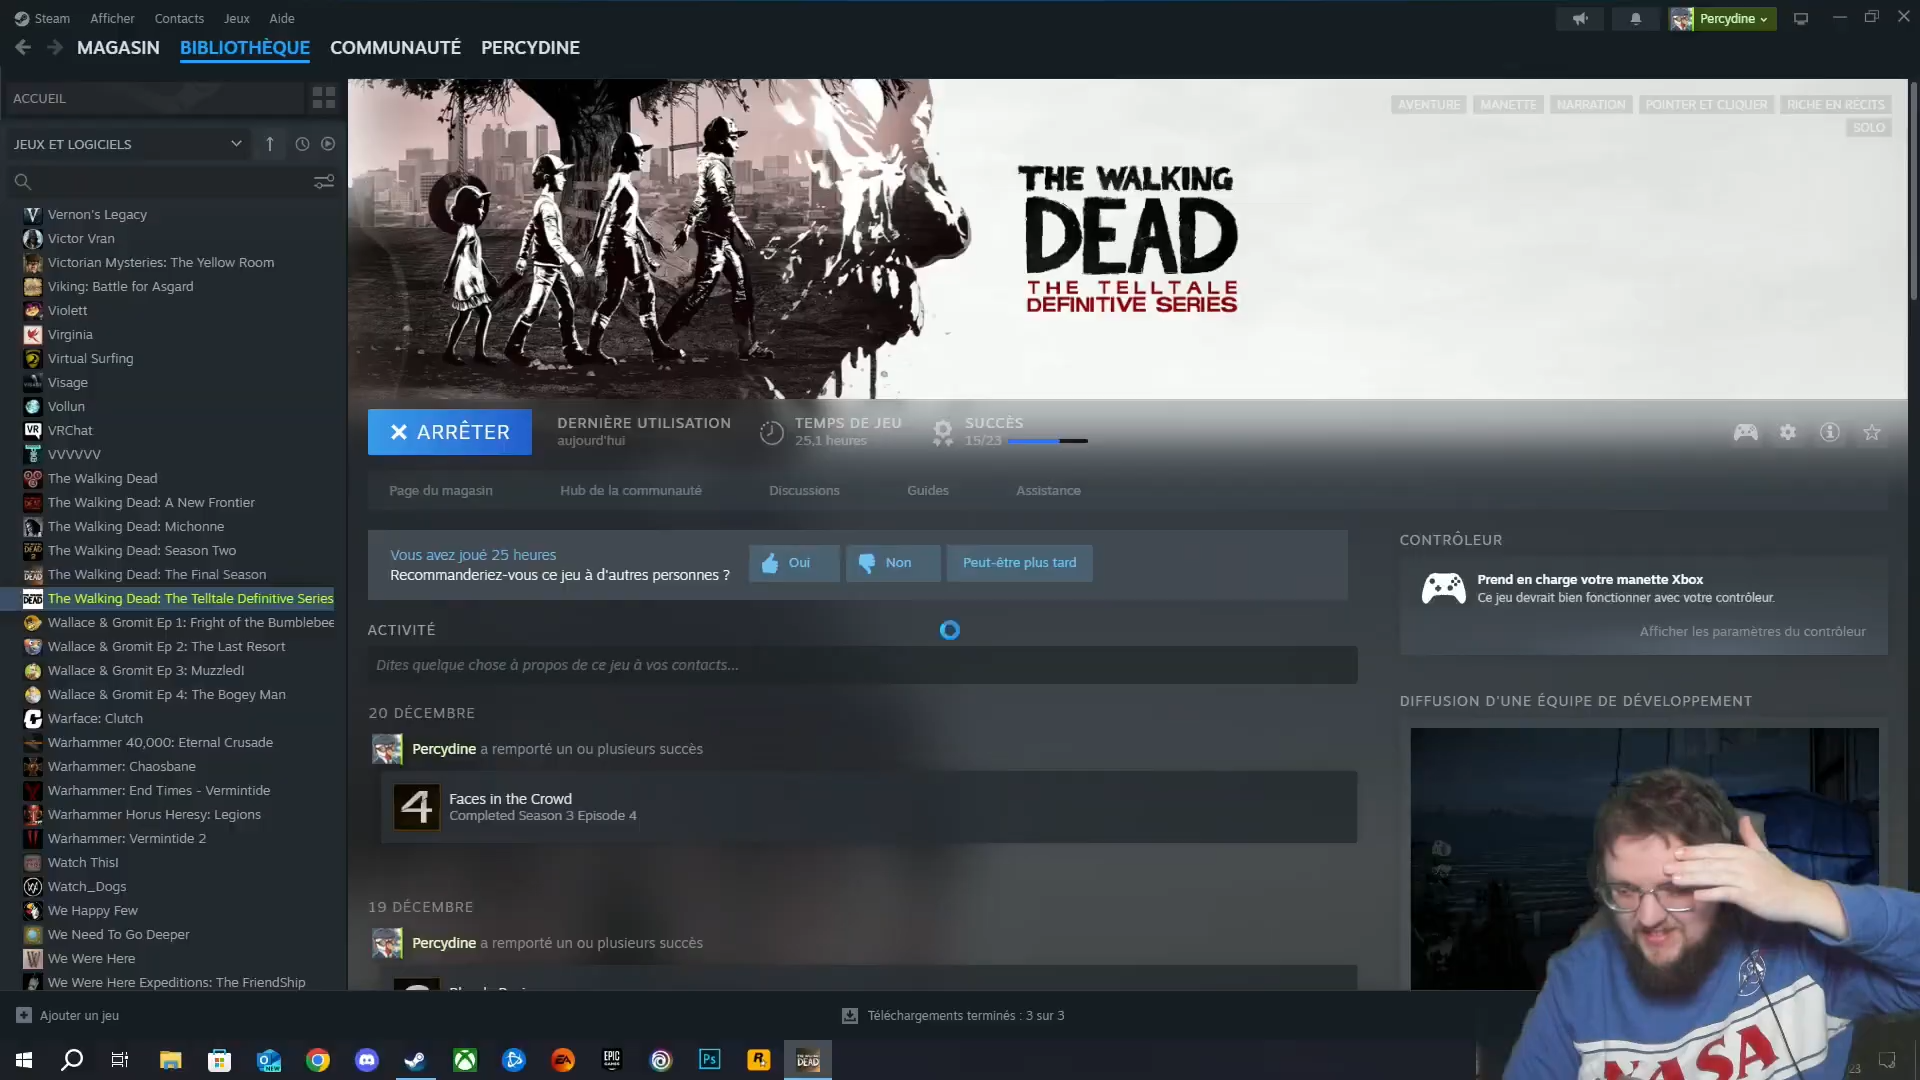 Steam
Afficher
Contacts
Jeux
Aide
Percydine
MAGASIN
BIBLIOTHÈQUE
COMMUNAUTÉ
PERCYDINE
ACCUEIL
JEUX ET LOGICIELS
Vernon's Legacy
Victor Vran
Victorian Mysteries: The Yellow Room
Viking: Battle for Asgard
Violett
Virginia
Virtual Surfing
Visage
Vollun
VRChat
VVVVVV
The Walking Dead
The Walking Dead: A New Frontier
The Walking Dead: Michonne
The Walking Dead: Season Two
The Walking Dead: The Final Season
The Walking Dead: The Telltale Definitive Series
Wallace & Gromit Ep 1: Fright of the Bumblebee
Wallace & Gromit Ep 2: The Last Resort
Wallace & Gromit Ep 3: Muzzled!
Wallace & Gromit Ep 4: The Bogey Man
Warface: Clutch
Warhammer 40,000: Eternal Crusade
Warhammer: Chaosbane
Warhammer: End Times - Vermintide
Warhammer Horus Heresy: Legions
Warhammer: Vermintide 2
Watch This!
Watch_Dogs
We Happy Few
We Need To Go Deeper
We Were Here
We Were Here Expeditions: The FriendShip
Ajouter un jeu
AVENTURE
MANETTE
NARRATION
POINTER ET CLIQUER
RICHE EN RÉCITS
SOLO
THE WALKING
DEAD
THE TELLTALE
DEFINITIVE SERIES
ARRÊTER
DERNIÈRE UTILISATION
aujourd'hui
TEMPS DE JEU
25,1 heures
SUCCÈS
15/23
Page du magasin
Hub de la communauté
Discussions
Guides
Assistance
Vous avez joué 25 heures
Recommanderiez-vous ce jeu à d'autres personnes ?
Oui
Non
Peut-être plus tard
ACTIVITÉ
Dites quelque chose à propos de ce jeu à vos contacts...
20 DÉCEMBRE
Percydine a remporté un ou plusieurs succès
4
Faces in the Crowd
Completed Season 3 Episode 4
19 DÉCEMBRE
Percydine a remporté un ou plusieurs succès
CONTRÔLEUR
Prend en charge votre manette Xbox
Ce jeu devrait bien fonctionner avec votre contrôleur.
Afficher les paramètres du contrôleur
DIFFUSION D'UNE ÉQUIPE DE DÉVELOPPEMENT
NASA
Téléchargements terminés : 3 sur 3
NEW
EA
EPIC
GAMES
Ps
R
DEAD
23